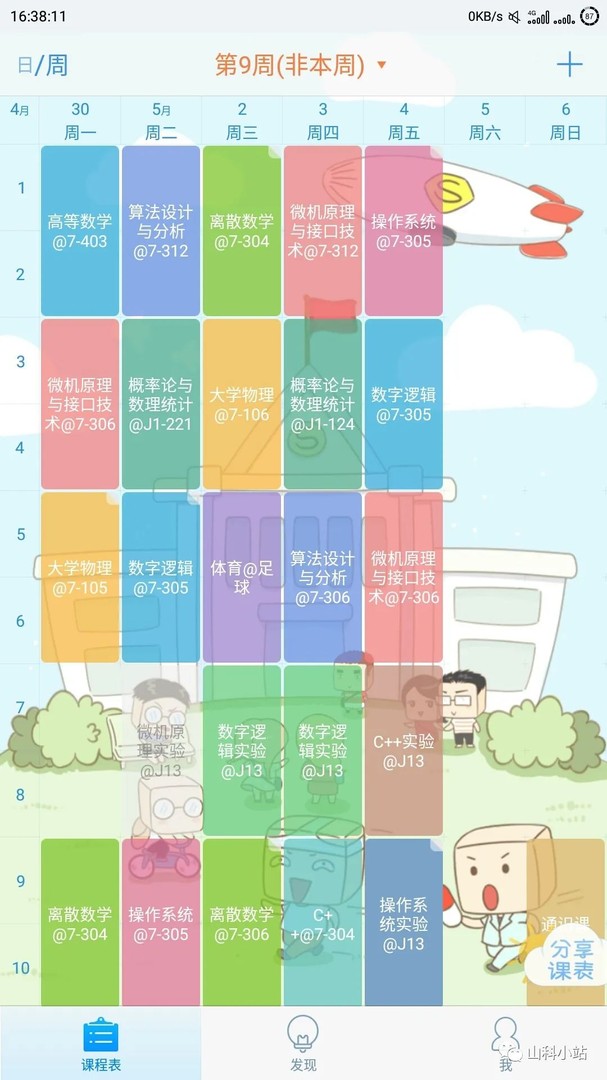 16:38:11
0KB/s
4G
87
日/周
第9周(非本周)
4月
30
周一
5月
周二
2
周三
3
周四
4
周五
5
周六
6
周日
1
2
3
4
5
6
7
8
9
10
高等数学
@7-403
算法设计
与分析
@7-312
离散数学
@7-304
微机原理
与接口技
术@7-312
操作系统
@7-305
微机原理
与接口技
术@7-306
概率论与
数理统计
@J1-221
大学物理
@7-106
概率论与
数理统计
@J1-124
数字逻辑
@7-305
大学物理
@7-105
数字逻辑
@7-305
体育@足
球
算法设计
与分析
@7-306
微机原理
与接口技
术@7-306
微机原
理实验
@J13
数字逻
辑实验
@J13
数字逻
辑实验
@J13
C++实验
@J13
离散数学
@7-304
操作系统
@7-305
离散数学
@7-306
C+
+@7-304
操作系
统实验
@J13
通识课
分享
课表
课程表
发现
我
山科小站